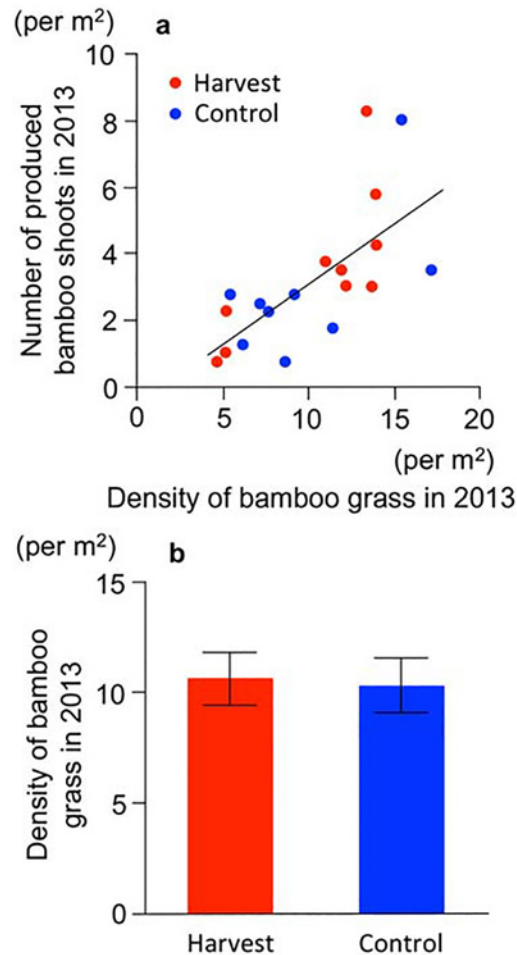 (per m²)
a
10
8
6
4
2
0
Number of produced
bamboo shoots in 2013
Harvest
Control
0 5 10 15 20
(per m²)
Density of bamboo grass in 2013
(per m²)
b
15
10
5
0
Density of bamboo
grass in 2013
Harvest Control